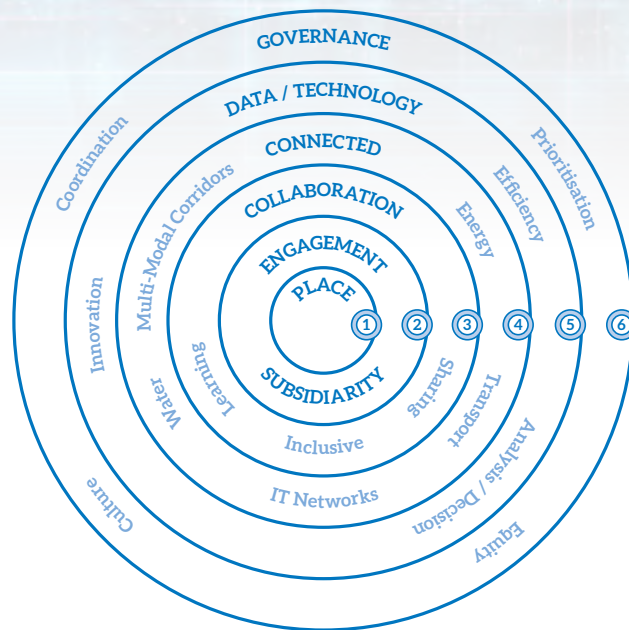 GOVERNANCE
Coordination
Prioritisation
Culture
Equity
DATA / TECHNOLOGY
Innovation
Efficiency
Analysis / Decision
CONNECTED
Multi-Modal Corridors
Energy
Water
Transport
IT Networks
COLLABORATION
Learning
Sharing
Inclusive
ENGAGEMENT
SUBSIDIARITY
PLACE
1
2
3
4
5
6